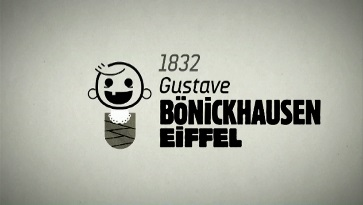 1832
Gustave
BÖNiCKHAUSEN
EiFFEL